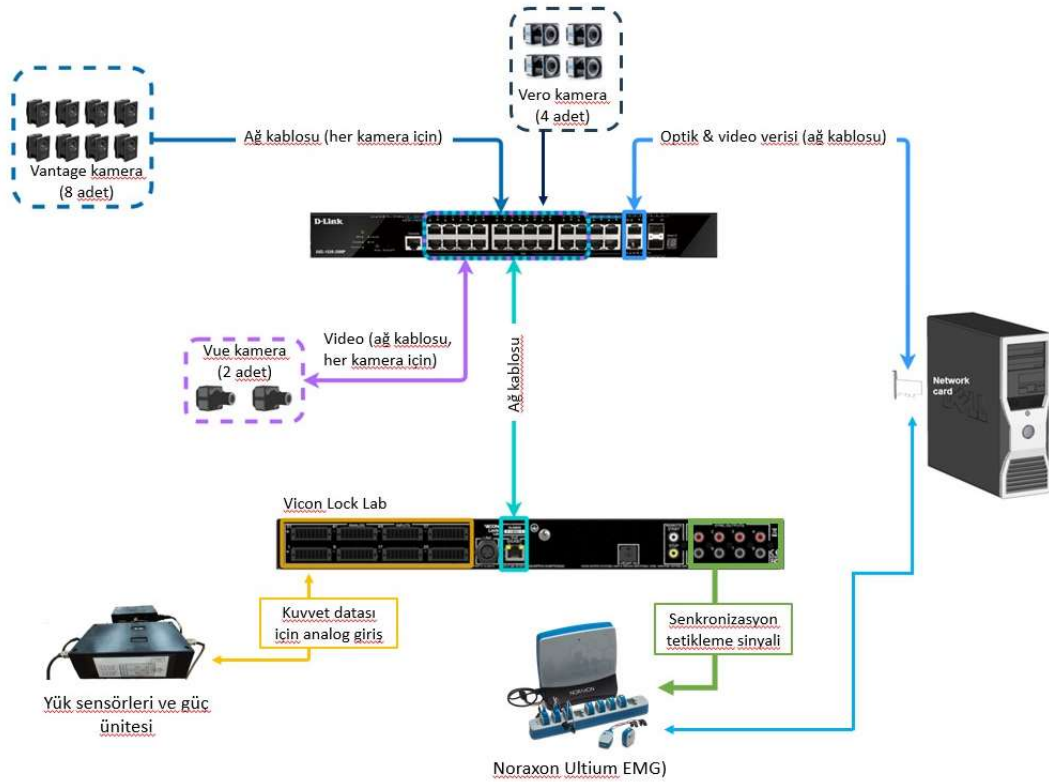 Vero kamera
(4 adet)
Vantage kamera
(8 adet)
Ağ kablosu (her kamera için)
Optik & video verisi (ağ kablosu)
D-Link
Vue kamera
(2 adet)
Video (ağ kablosu,
her kamera için)
Ağ kablosu
Network
card
Vicon Lock Lab
Kuvvet datası
için analog giriş
Senkronizasyon
tetikleme sinyali
Yük sensörleri ve güç
ünitesi
NORAXON
Noraxon Ultium EMG)